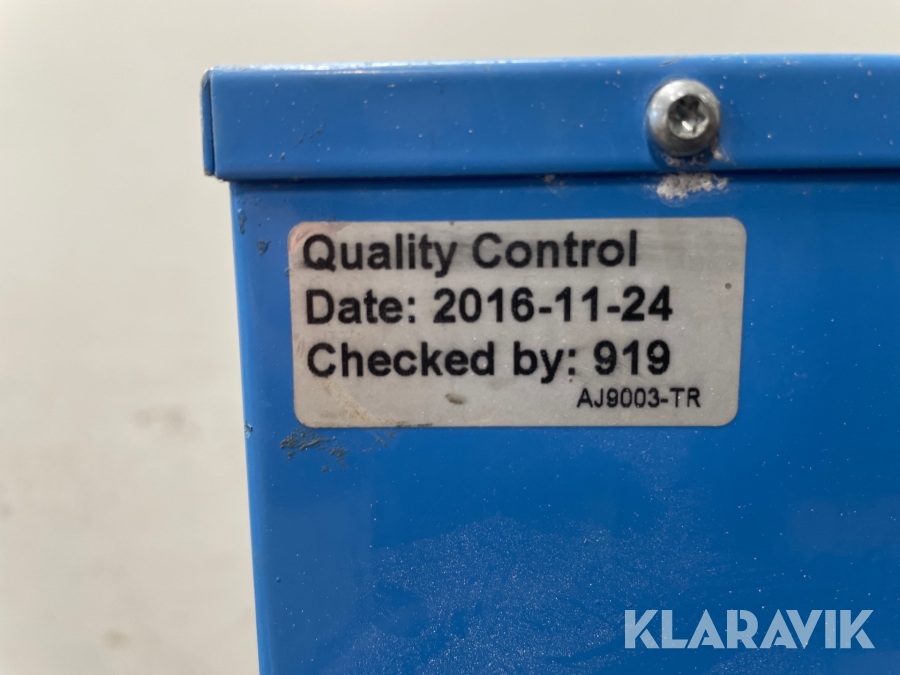 Quality Control
Date: 2016-11-24
Checked by: 919
AJ9003-TR
KLARAVIK